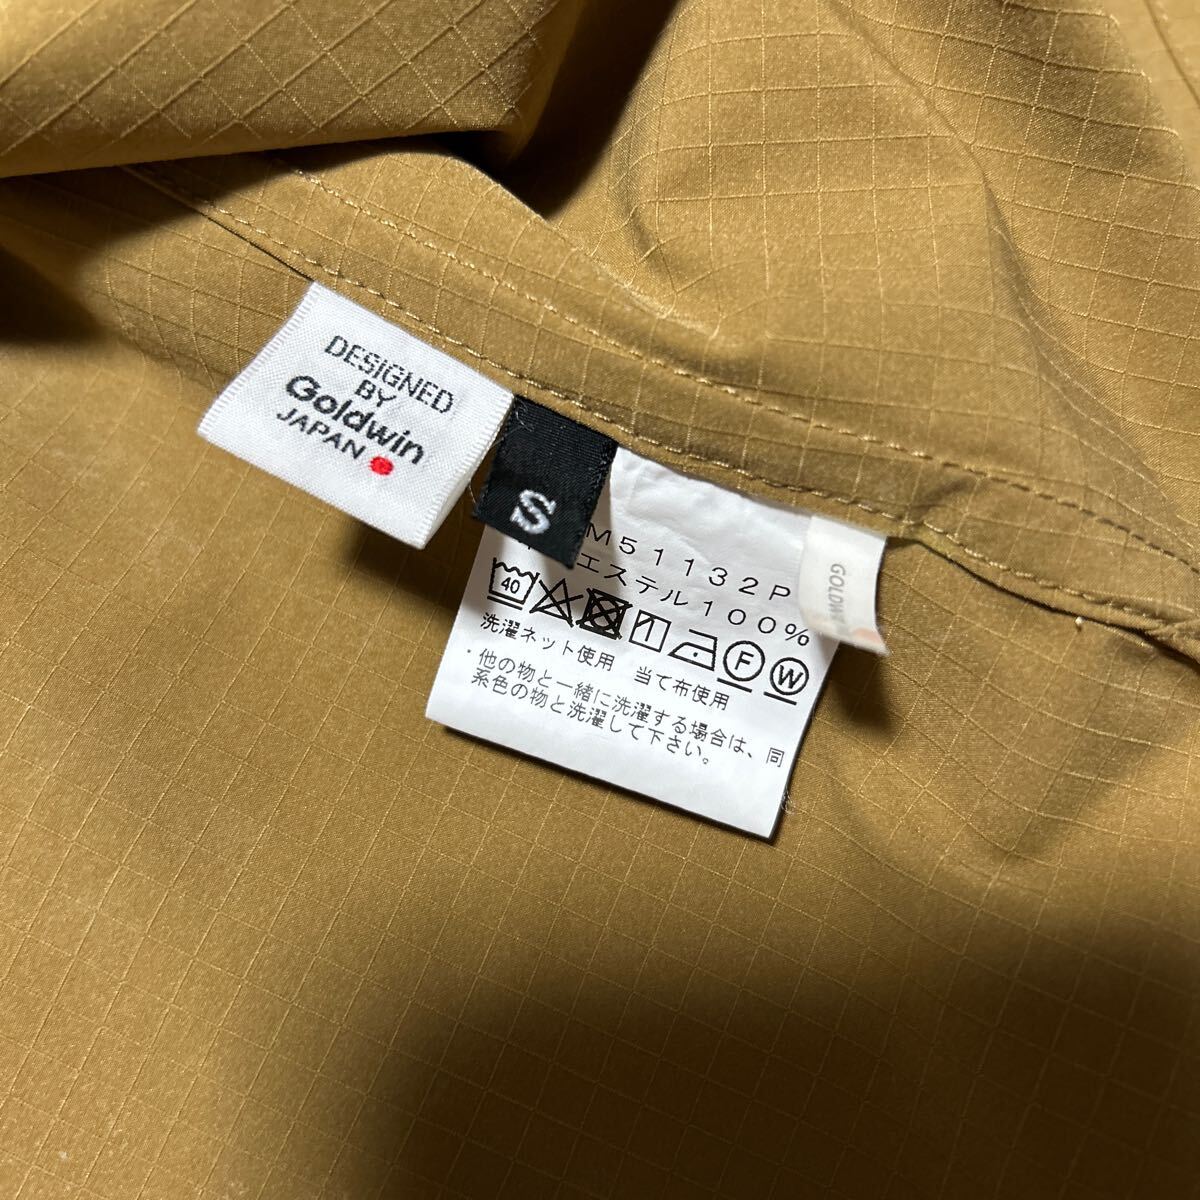 DESIGNED
BY
Goldwin
JAPAN
S
M51132P
エステル100%
40
F
W
洗濯ネット使用 当て布使用
・他の物と一緒に洗濯する場合は、同
系色の物と洗濯して下さい。